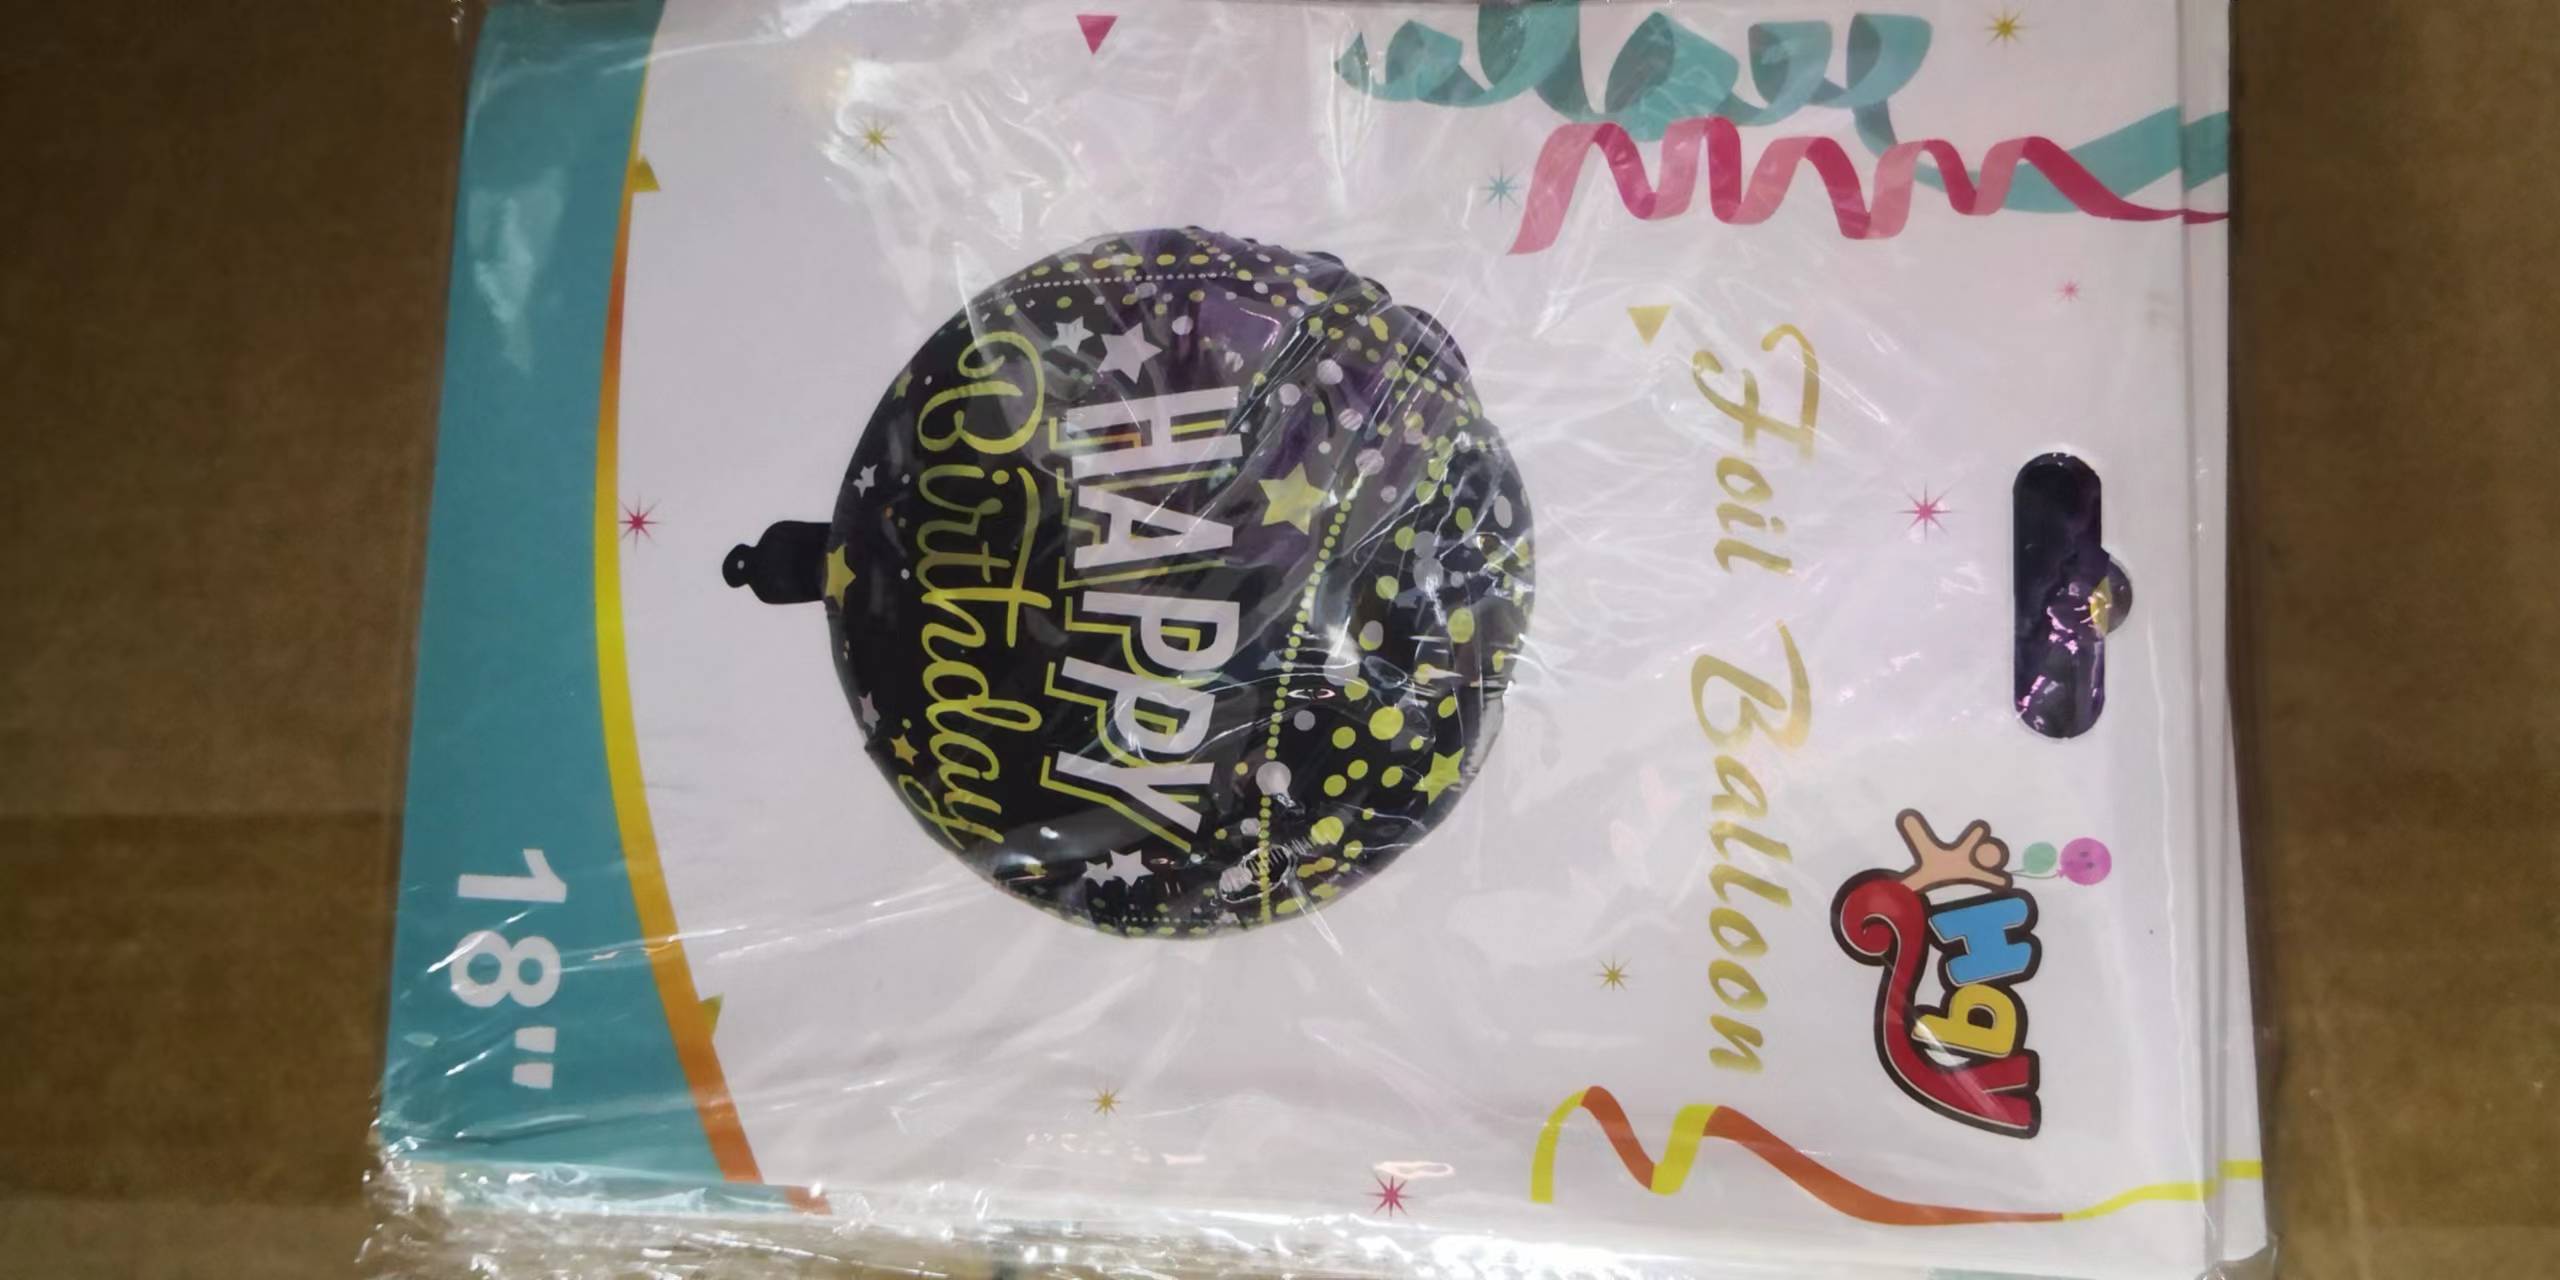 Hqy
Foil Balloon
HAPPY
Birthday
18"